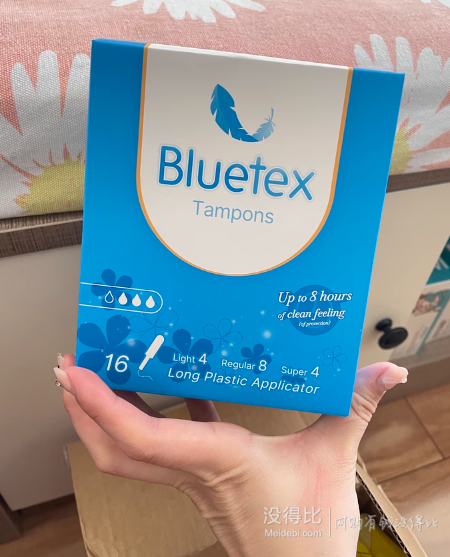 Bluetex
Tampons
Up to 8 hours
of clean feeling
(of protection)
16
Light 4 Regular 8 Super 4
Long Plastic Applicator
没得比
Meidebi.com